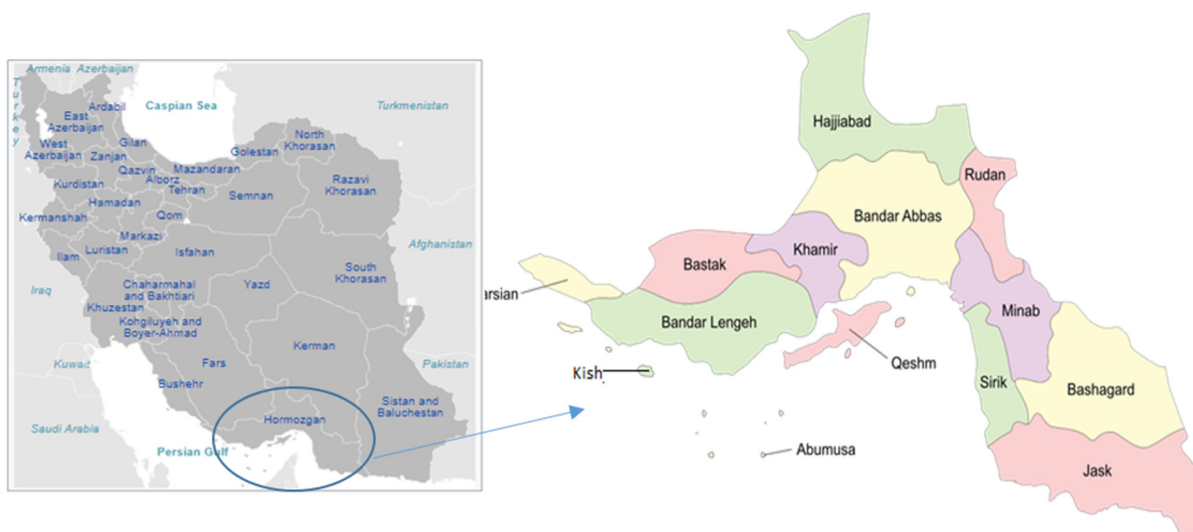 Armenia
Azerbaijan
Turkey
Caspian Sea
Turkmenistan
Ardabil
East
Azerbaijan
West
Azerbaijan
Gilan
Zanjan
Qazvin
Alborz
Mazandaran
Tehran
Golestan
North
Khorasan
Razavi
Khorasan
Semnan
Kurdistan
Hamadan
Kermanshah
Qom
Markazi
Ilam
Luristan
Isfahan
Afghanistan
South
Khorasan
Iraq
Chaharmahal
and Bakhtiari
Yazd
Khuzestan
Kohgiluyeh and
Boyer-Ahmad
Kerman
Kuwait
Fars
Pakistan
Bushehr
Sistan and
Baluchestan
Hormozgan
Saudi Arabia
Persian Gulf
Hajjiabad
Rudan
Bandar Abbas
Khamir
Bastak
arsian
Minab
Bandar Lengeh
Qeshm
Kish
Sirik
Bashagard
Abumusa
Jask